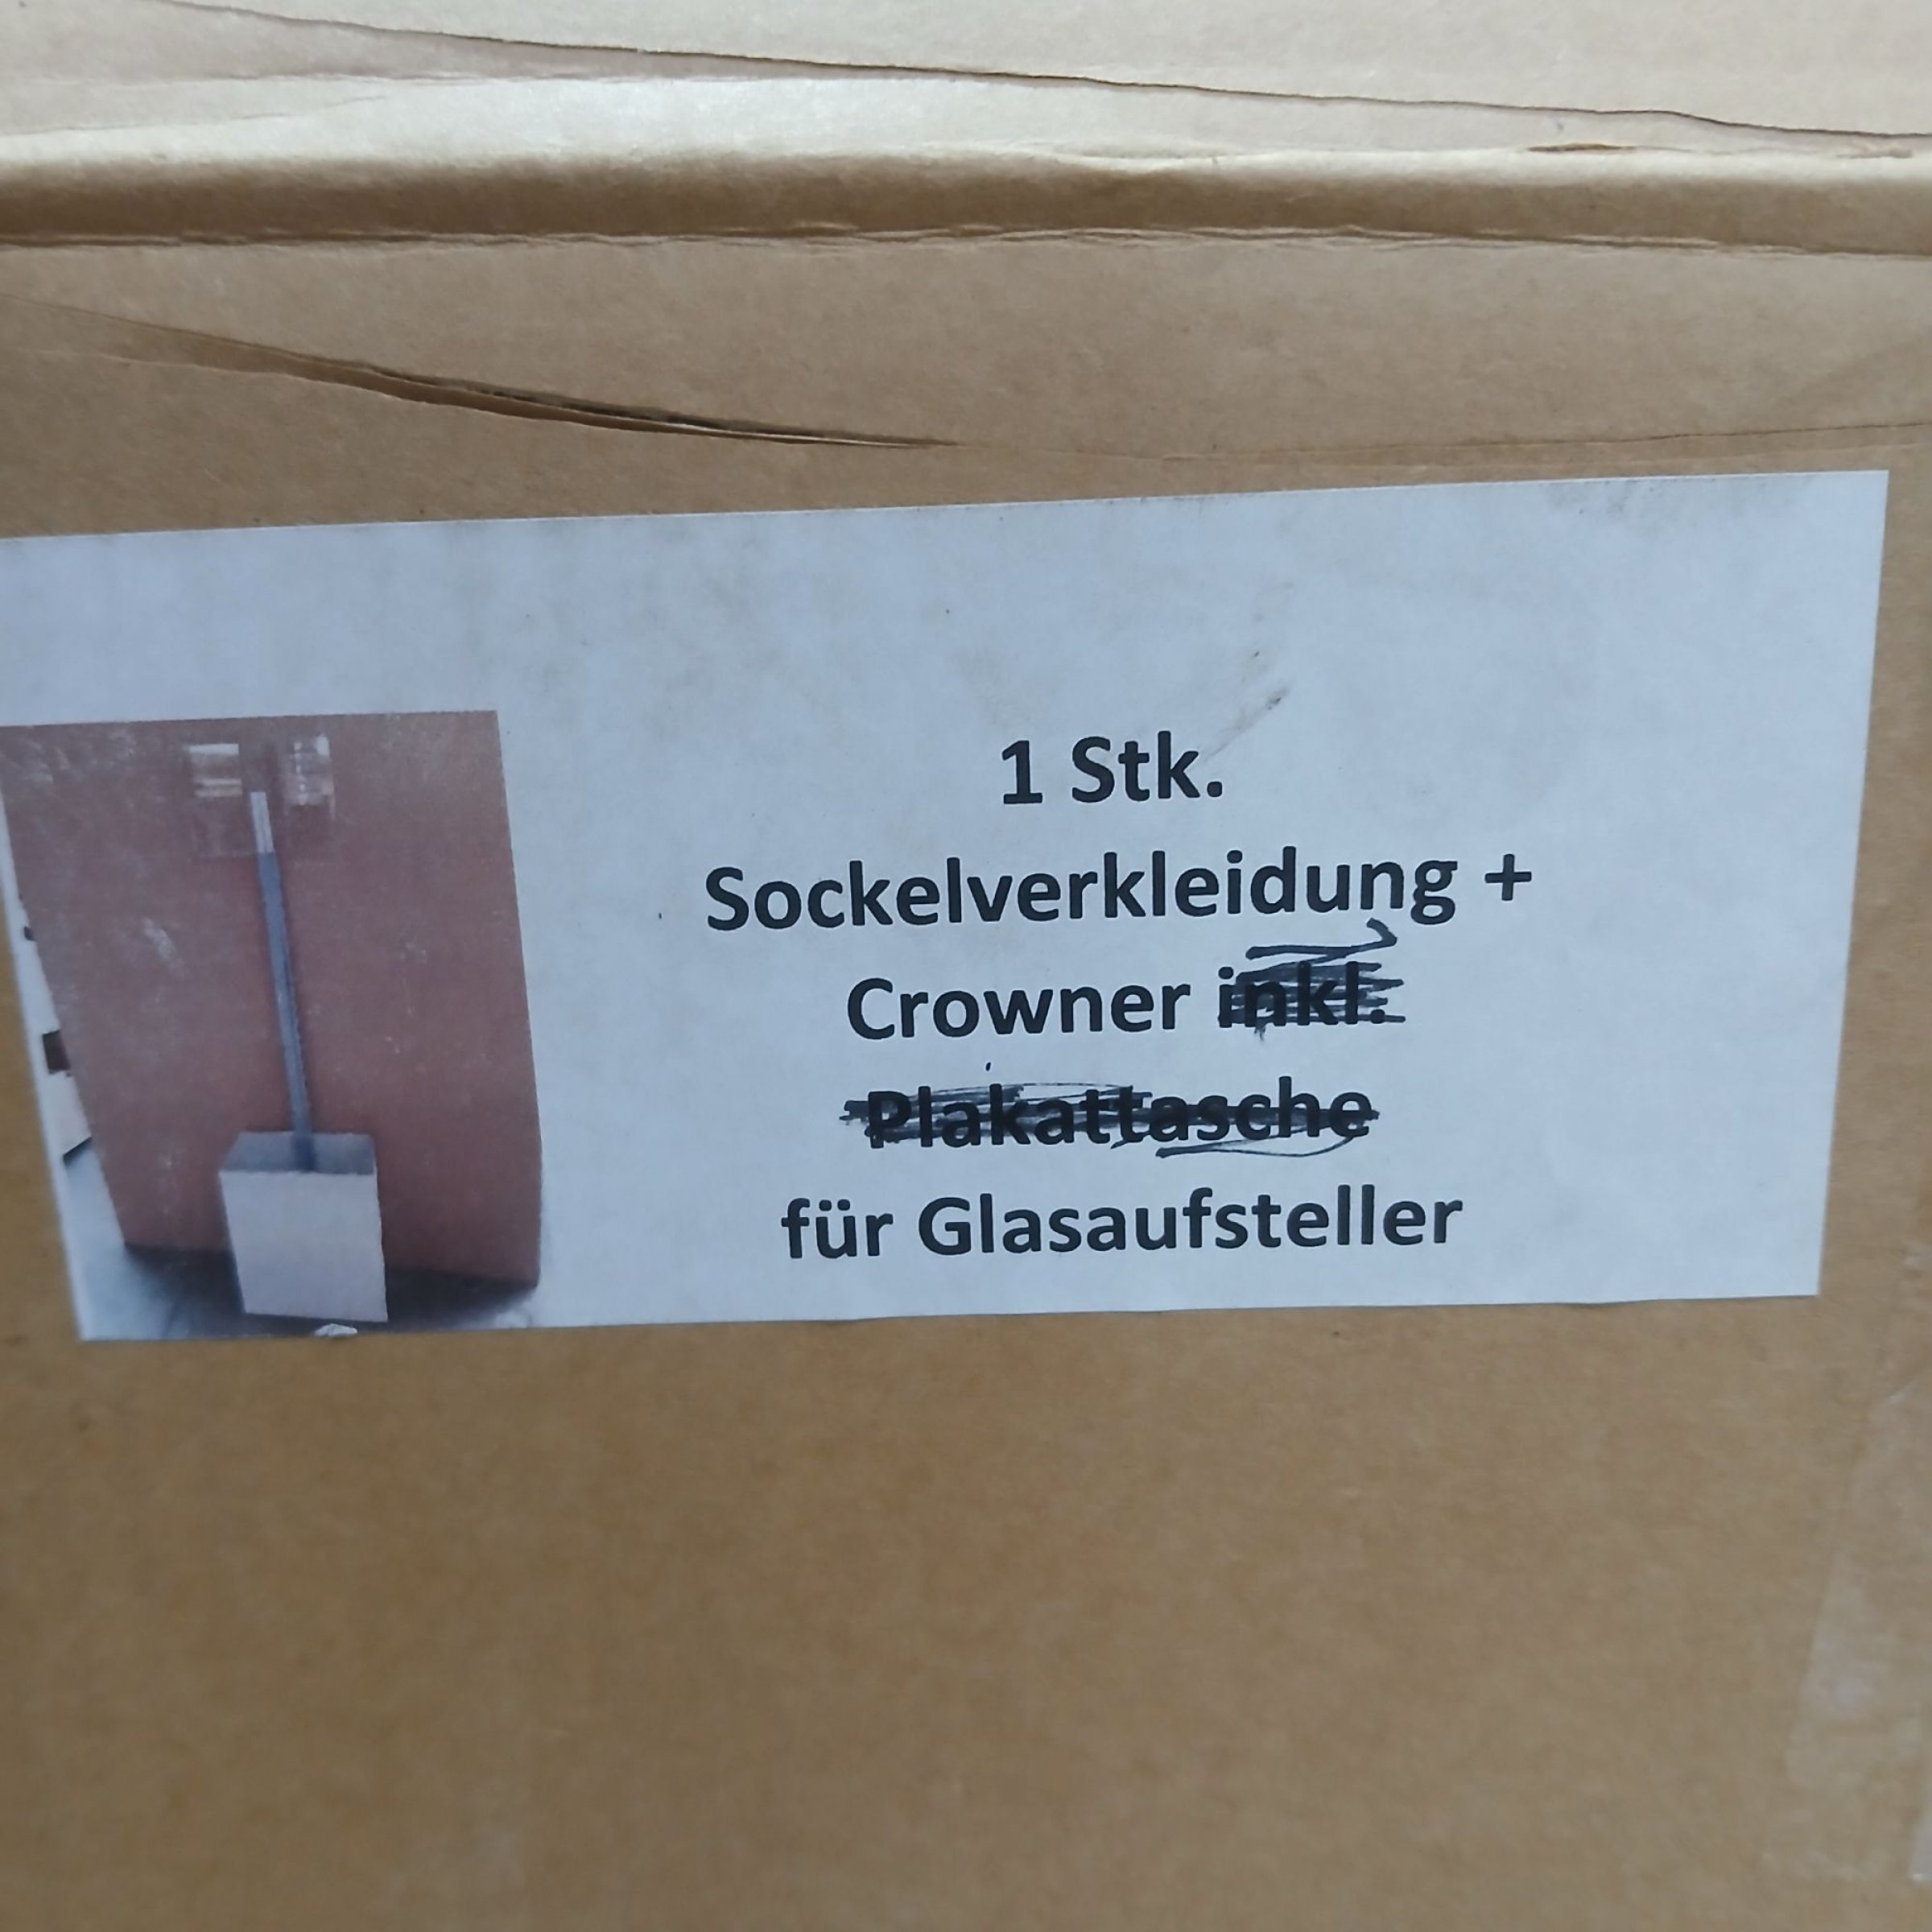 1 Stk.
Sockelverkleidung +
Crowner inkl.
Plakattasche
für Glasaufsteller